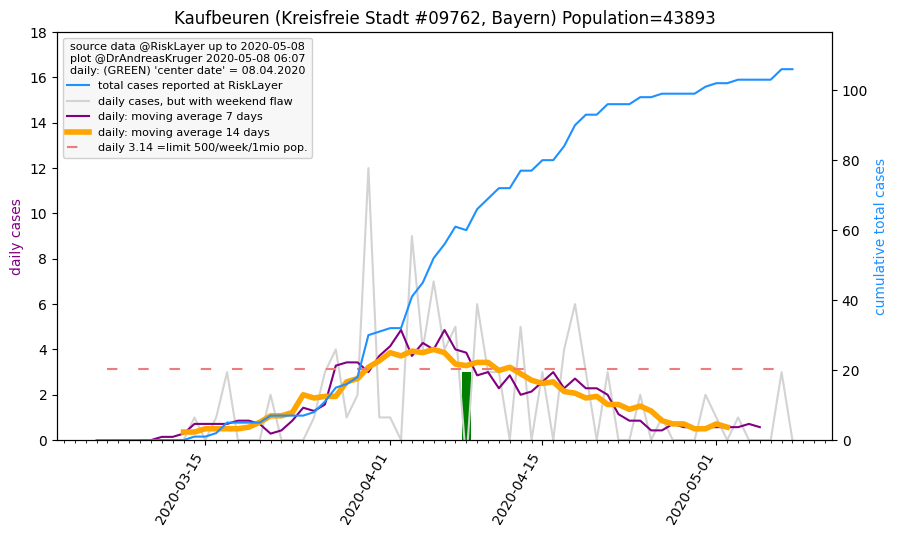 Kaufbeuren (Kreisfreie Stadt #09762, Bayern) Population=43893
source data @RiskLayer up to 2020-05-08
plot @DrAndreasKruger 2020-05-08 06:07
daily: (GREEN) 'center date' = 08.04.2020
total cases reported at RiskLayer
daily cases, but with weekend flaw
daily: moving average 7 days
daily: moving average 14 days
daily 3.14 =limit 500/week/1mio pop.
18
16
14
12
10
8
6
4
2
0
daily cases
100
80
60
40
20
0
cumulative total cases
2020-03-15
2020-04-01
2020-04-15
2020-05-01